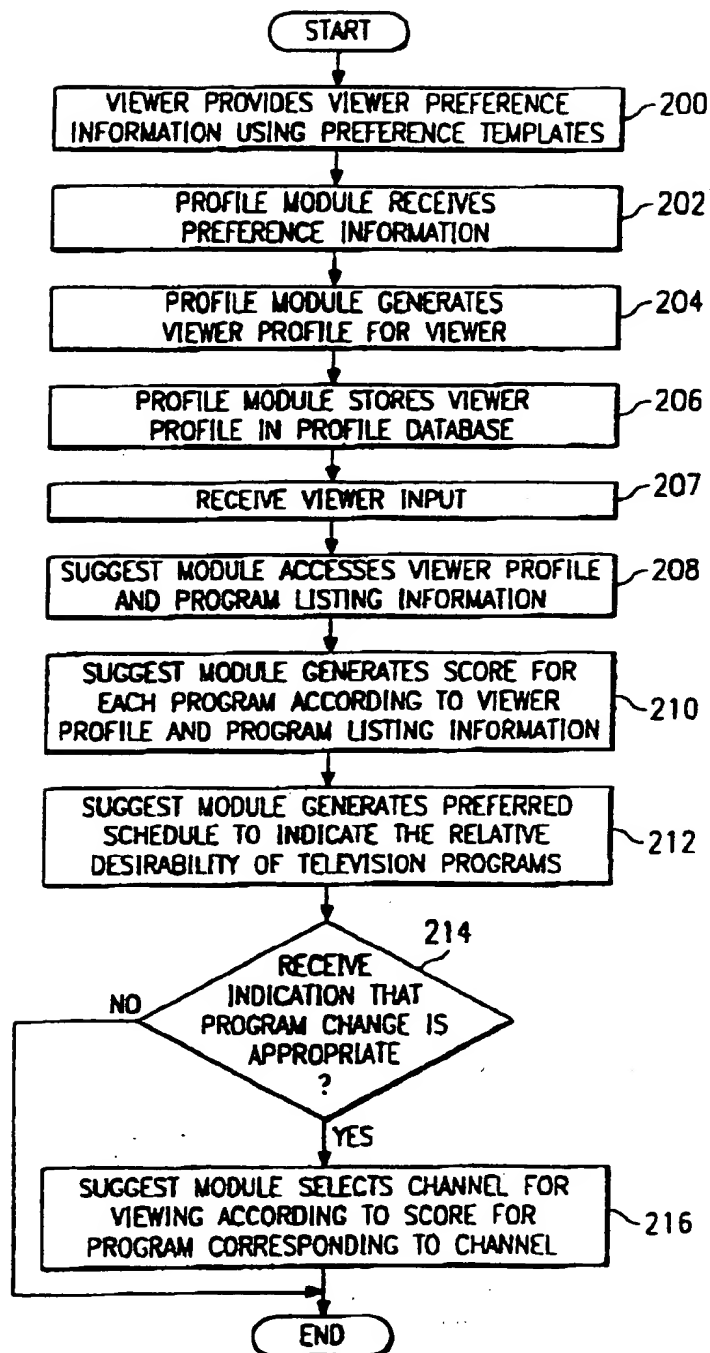 START
VIEWER PROVIDES VIEWER PREFERENCE
INFORMATION USING PREFERENCE TEMPLATES
200
PROFILE MODULE RECEIVES
PREFERENCE INFORMATION
202
PROFILE MODULE GENERATES
VIEWER PROFILE FOR VIEWER
204
PROFILE MODULE STORES VIEWER
PROFILE IN PROFILE DATABASE
206
RECEIVE VIEWER INPUT
207
SUGGEST MODULE ACCESSES VIEWER PROFILE
AND PROGRAM LISTING INFORMATION
208
SUGGEST MODULE GENERATES SCORE FOR
EACH PROGRAM ACCORDING TO VIEWER
PROFILE AND PROGRAM LISTING INFORMATION
210
SUGGEST MODULE GENERATES PREFERRED
SCHEDULE TO INDICATE THE RELATIVE
DESIRABILITY OF TELEVISION PROGRAMS
212
214
RECEIVE
INDICATION THAT
PROGRAM CHANGE IS
APPROPRIATE
?
NO
YES
SUGGEST MODULE SELECTS CHANNEL FOR
VIEWING ACCORDING TO SCORE FOR
PROGRAM CORRESPONDING TO CHANNEL
216
END